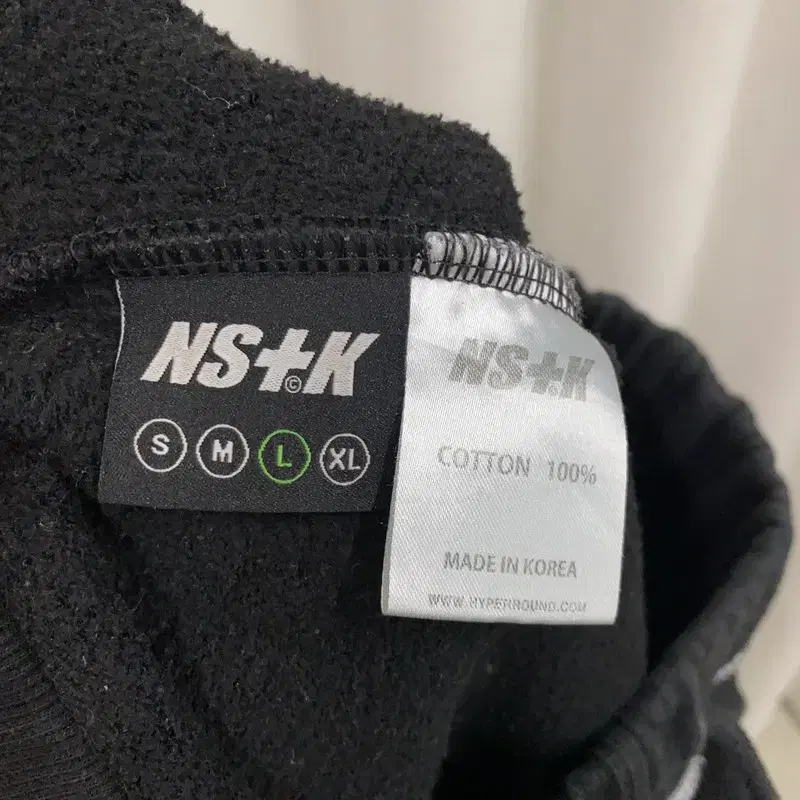 NS+K
©
S M L XL
NS+K
COTTON 100%
MADE IN KOREA
WWW.HYPERROUND.COM